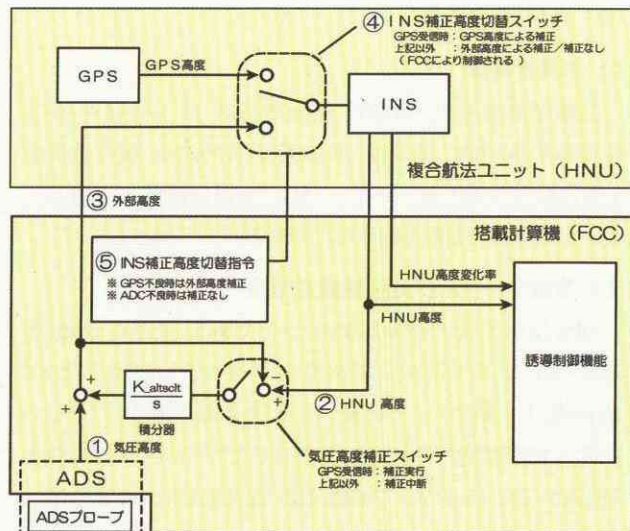 ④ INS補正高度切替スイッチ
GPS受信時：GPS高度による補正
上記以外　：外部高度による補正／補正なし
（FCCにより制御される）
GPS
GPS高度
INS
複合航法ユニット（HNU）
③ 外部高度
搭載計算機（FCC）
⑤ INS補正高度切替指令
※ GPS不良時は外部高度補正
※ ADC不良時は補正なし
HNU高度変化率
HNU高度
誘導制御機能
K_altsclt
s
積分器
+
+
−
+
② HNU 高度
① 気圧高度
気圧高度補正スイッチ
GPS受信時：補正実行
上記以外　：補正中断
ADS
ADSプローブ